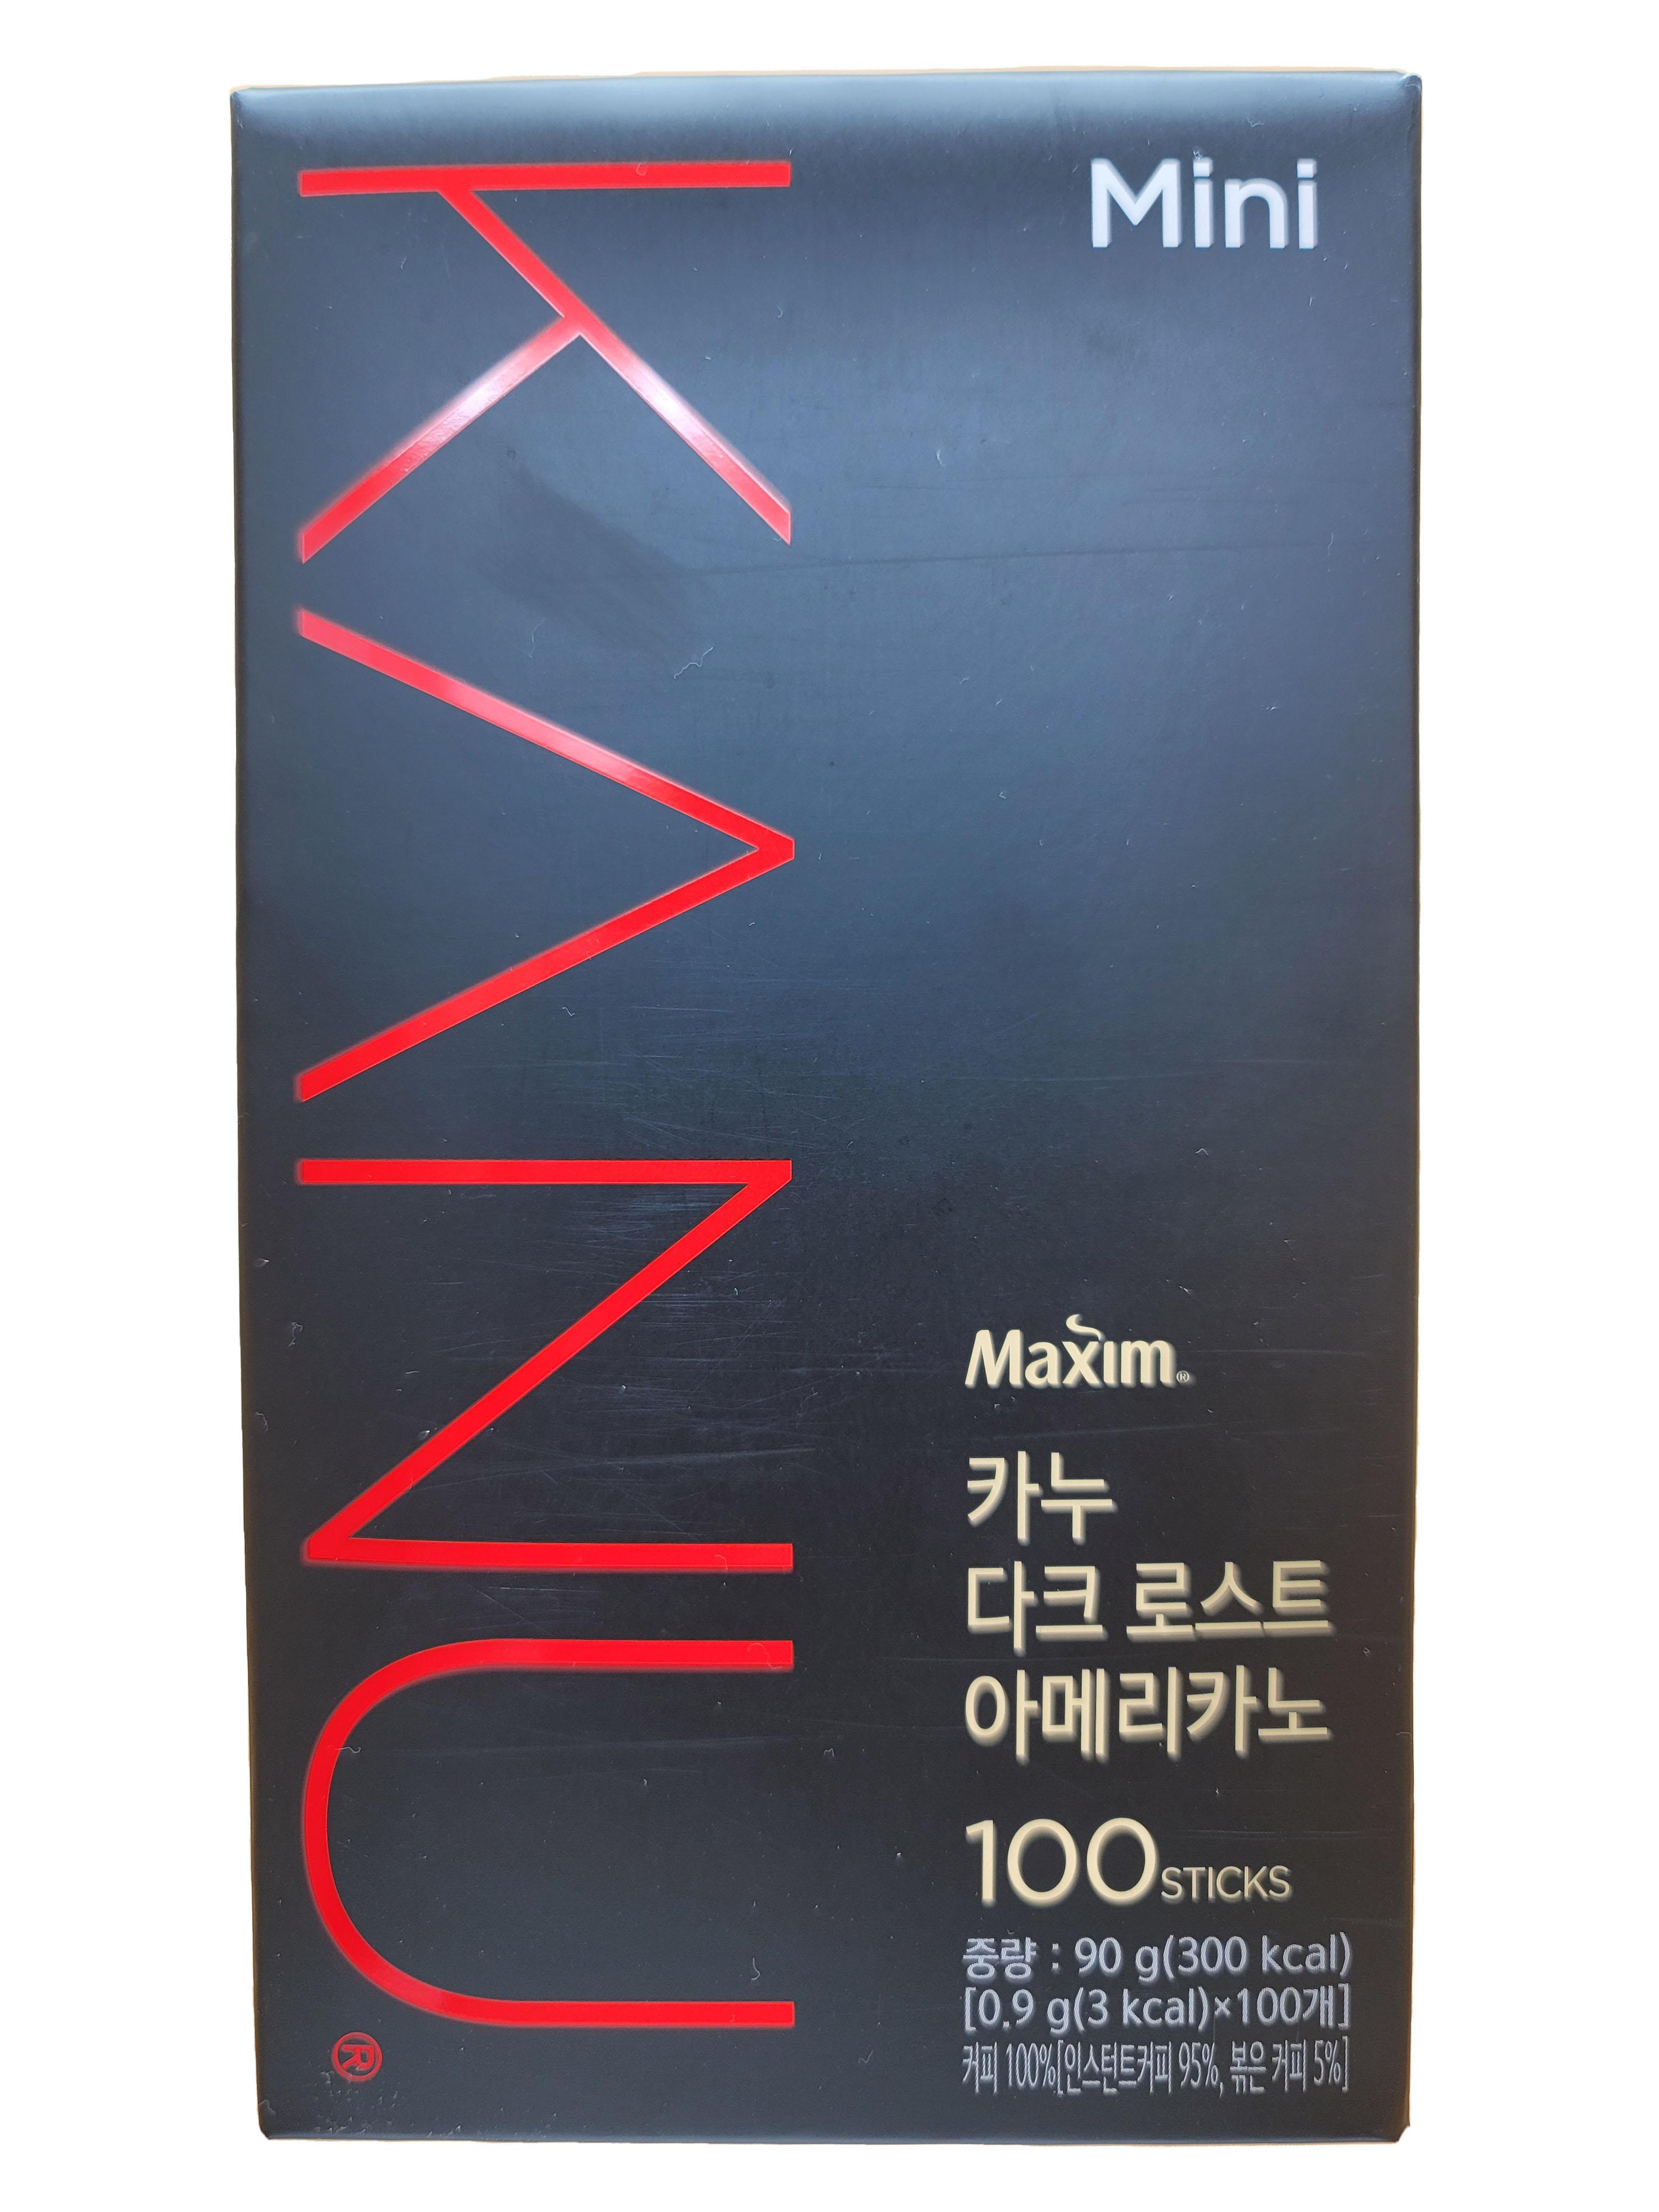 KANU®
Mini
Maxim®
카누
다크 로스트
아메리카노
100 STICKS
중량 : 90 g(300 kcal)
[0.9 g(3 kcal)×100개]
커피 100%[인스턴트커피 95%, 볶은 커피 5%]